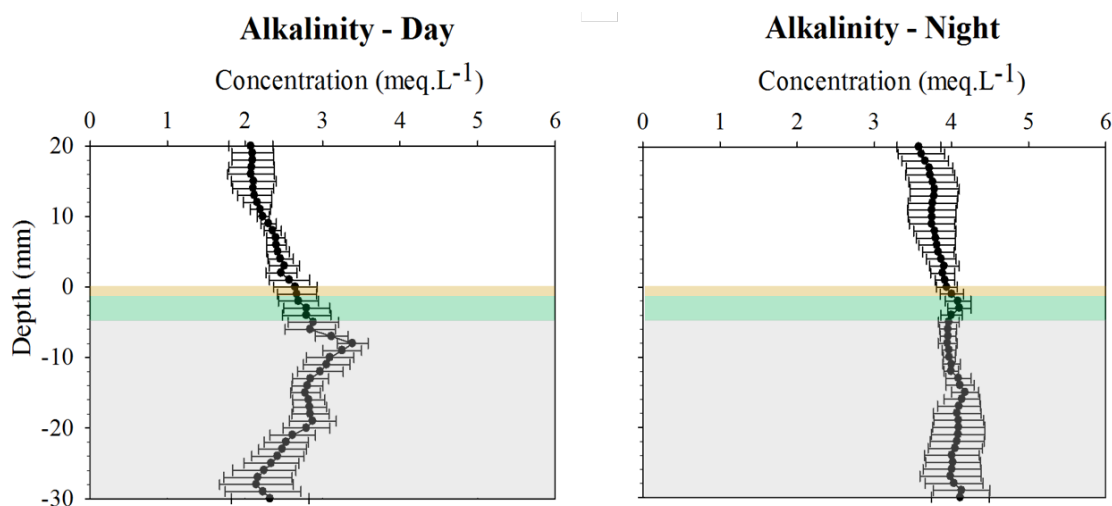 Alkalinity - Day
Concentration (meq.L-1)
0 1 2 3 4 5 6
20
10
0
-10
-20
-30
Depth (mm)
Alkalinity - Night
Concentration (meq.L-1)
0 1 2 3 4 5 6